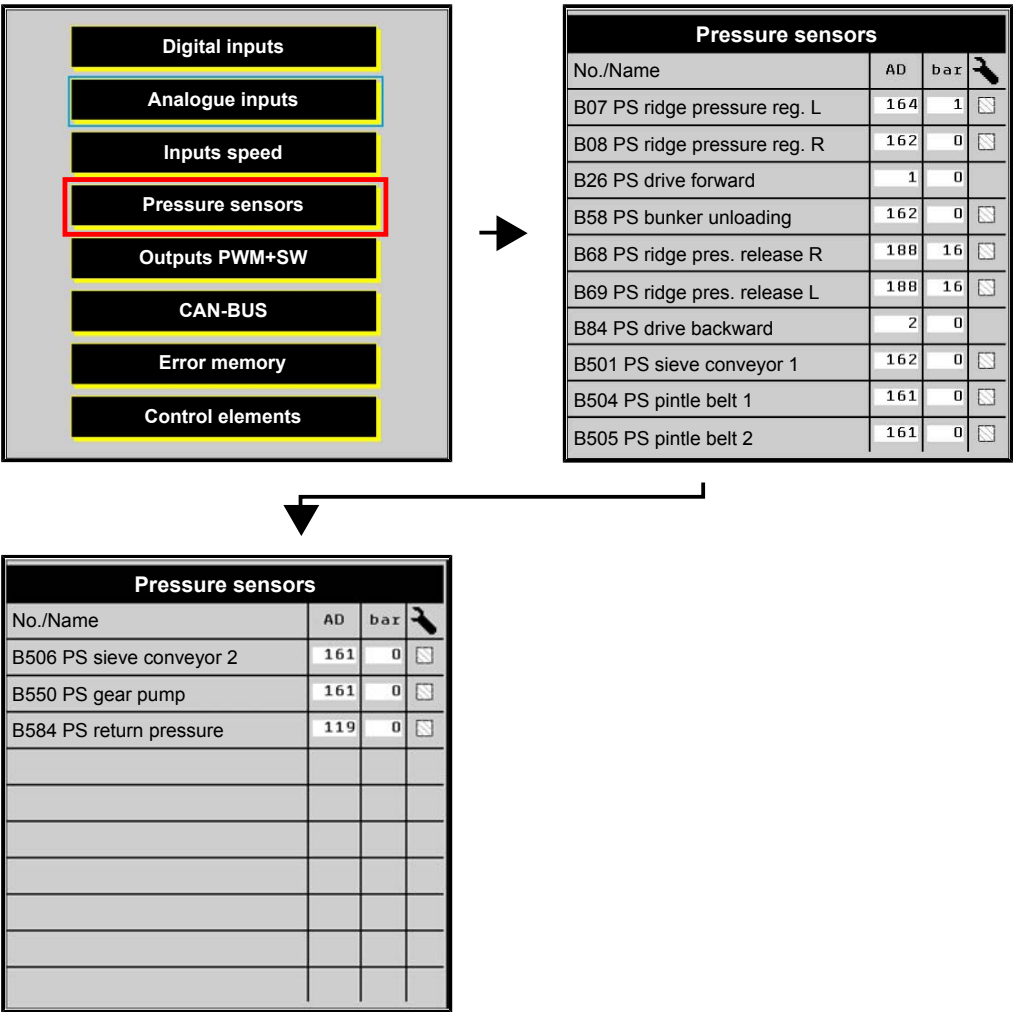 Digital inputs
Analogue inputs
Inputs speed
Pressure sensors
Outputs PWM+SW
CAN-BUS
Error memory
Control elements
Pressure sensors
No./Name AD bar
B07 PS ridge pressure reg. L 164 1
B08 PS ridge pressure reg. R 162 0
B26 PS drive forward 1 0
B58 PS bunker unloading 162 0
B68 PS ridge pres. release R 188 16
B69 PS ridge pres. release L 188 16
B84 PS drive backward 2 0
B501 PS sieve conveyor 1 162 0
B504 PS pintle belt 1 161 0
B505 PS pintle belt 2 161 0
Pressure sensors
No./Name AD bar
B506 PS sieve conveyor 2 161 0
B550 PS gear pump 161 0
B584 PS return pressure 119 0